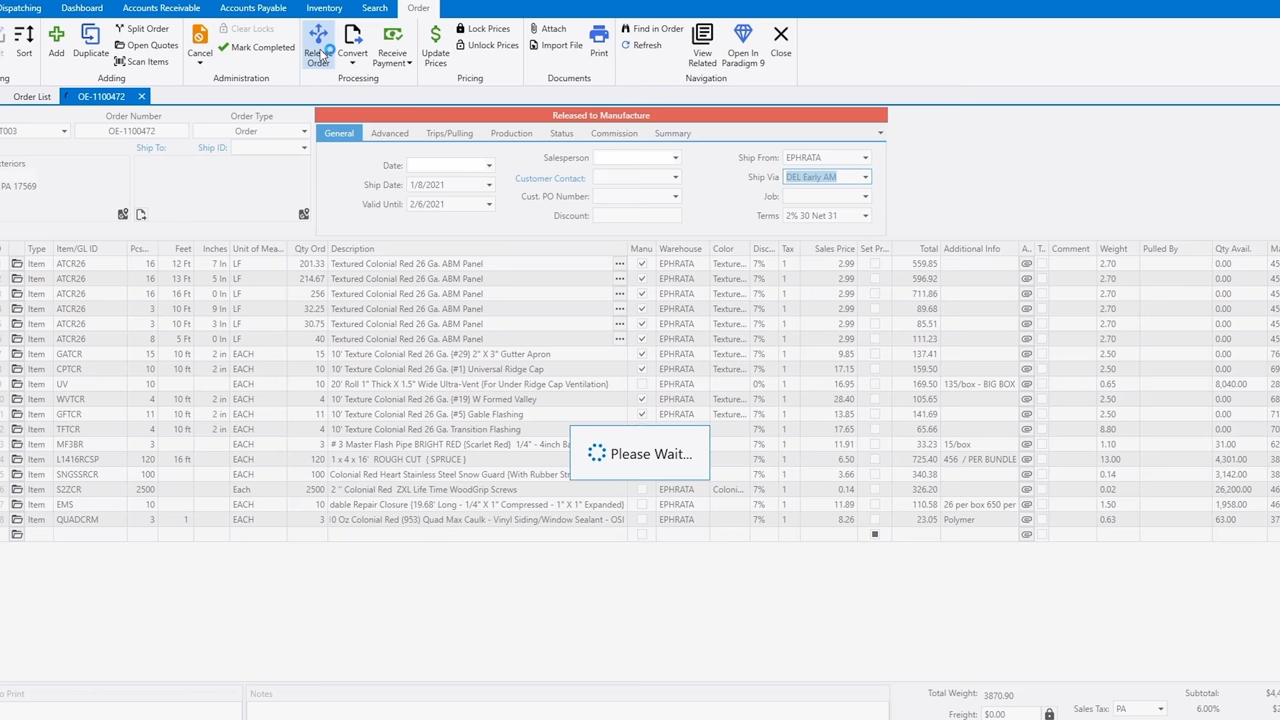 ispatching Dashboard Accounts Receivable Accounts Payable Inventory Search Order
Sort Add Duplicate Split Order Open Quotes Scan Items Cancel Clear Locks Mark Completed Release Order Convert Receive Payment Update Prices Lock Prices Unlock Prices Attach Import File Print Find in Order Refresh View Related Open In Paradigm 9 Close
Adding Administration Processing Pricing Documents Navigation
Order List OE-1100472
Order Number Order Type Released to Manufacture
T003 OE-1100472 Order General Advanced Trips/Pulling Production Status Commission Summary
Ship To: Ship ID:
xteriors Date: Salesperson Ship From: EPHRATA
PA 17569 Ship Date: 1/8/2021 Customer Contact: Ship Via DEL Early AM
Valid Until: 2/6/2021 Cust. PO Number: Job:
Discount: Terms 2% 30 Net 31
Type Item/GL ID Pcs... Feet Inches Unit of Mea... Qty Ord Description Manu Warehouse Color Disc... Tax Sales Price Set Pr... Total Additional Info A.. T.. Comment Weight Pulled By Qty Avail. Ma
Item ATCR26 16 12 Ft 7 In LF 201.33 Textured Colonial Red 26 Ga. ABM Panel ••• EPHRATA Texture... 7% 1 2.99 559.85 2.70 0.00 45
Item ATCR26 16 13 Ft 5 In LF 214.67 Textured Colonial Red 26 Ga. ABM Panel ••• EPHRATA Texture... 7% 1 2.99 596.92 2.70 0.00 45
Item ATCR26 16 16 Ft 0 In LF 256 Textured Colonial Red 26 Ga. ABM Panel ••• EPHRATA Texture... 7% 1 2.99 711.86 2.70 0.00 45
Item ATCR26 3 10 Ft 9 In LF 32.25 Textured Colonial Red 26 Ga. ABM Panel ••• EPHRATA Texture... 7% 1 2.99 89.68 2.70 0.00 45
Item ATCR26 3 10 Ft 3 In LF 30.75 Textured Colonial Red 26 Ga. ABM Panel ••• EPHRATA Texture... 7% 1 2.99 85.51 2.70 0.00 45
Item ATCR26 8 5 Ft 0 In LF 40 Textured Colonial Red 26 Ga. ABM Panel ••• EPHRATA Texture... 7% 1 2.99 111.23 2.70 0.00 45
Item GATCR 15 10 ft 2 in EACH 15 10' Texture Colonial Red 26 Ga. {#29} 2" X 3" Gutter Apron EPHRATA Texture... 7% 1 9.85 137.41 2.50 0.00 45
Item CPTCR 10 10 ft 2 in EACH 10 10' Texture Colonial Red 26 Ga. {#1} Universal Ridge Cap EPHRATA Texture... 7% 1 17.15 159.50 2.50 0.00 69
Item UV 10 EACH 10 20' Roll 1" Thick X 1.5" Wide Ultra-Vent {For Under Ridge Cap Ventilation} EPHRATA 0% 1 16.95 169.50 135/box - BIG BOX 0.65 8,040.00
Item WVTCR 4 10 ft 2 in EACH 4 10' Texture Colonial Red 26 Ga. {#19} W Formed Valley EPHRATA Texture... 7% 1 28.40 105.65 2.50 0.00
Item GFTCR 11 10 ft 2 in EACH 11 10' Texture Colonial Red 26 Ga. {#5} Gable Flashing EPHRATA Texture... 7% 1 13.85 141.69 2.50 0.00
Item TFTCR 4 10 ft 2 in EACH 4 10' Texture Colonial Red 26 Ga. Transition Flashing 7% 1 17.65 65.66 8.80 0.00
Item MF3BR 3 EACH 3 # 3 Master Flash Pipe BRIGHT RED {Scarlet Red} 1/4" - 4inch Ba 7% 1 11.91 33.23 15/box 1.10 31.00
Item L1416RCSP 120 EACH 120 1 x 4 x 16' ROUGH CUT { SPRUCE } 7% 1 6.50 725.40 456 / PER BUNDLE 13.00 4,301.00
Item SNGSSRCR 100 EACH 100 Colonial Red Heart Stainless Steel Snow Guard {With Rubber Str 7% 1 3.66 340.38 0.14 3,142.00
Item S2ZCR 2500 Each 2500 2 " Colonial Red ZXL Life Time WoodGrip Screws EPHRATA Coloni... 7% 1 0.14 326.20 0.02 26,200.00
Item EMS 10 EACH 10 dable Repair Closure {19.68' Long - 1/4" X 1" Compressed - 1" X 1" Expanded} EPHRATA 7% 1 11.89 110.58 26 per box 650 per 1.50 1,958.00
Item QUADCRM 3 1 EACH 3 0 Oz Colonial Red (953) Quad Max Caulk - Vinyl Siding/Window Sealant - OSI EPHRATA 7% 1 8.26 23.05 Polymer 0.63 63.00
Please Wait...
o Print Notes Total Weight: 3870.90 Subtotal: $4,4
Freight: $0.00 Sales Tax: PA 6.00%